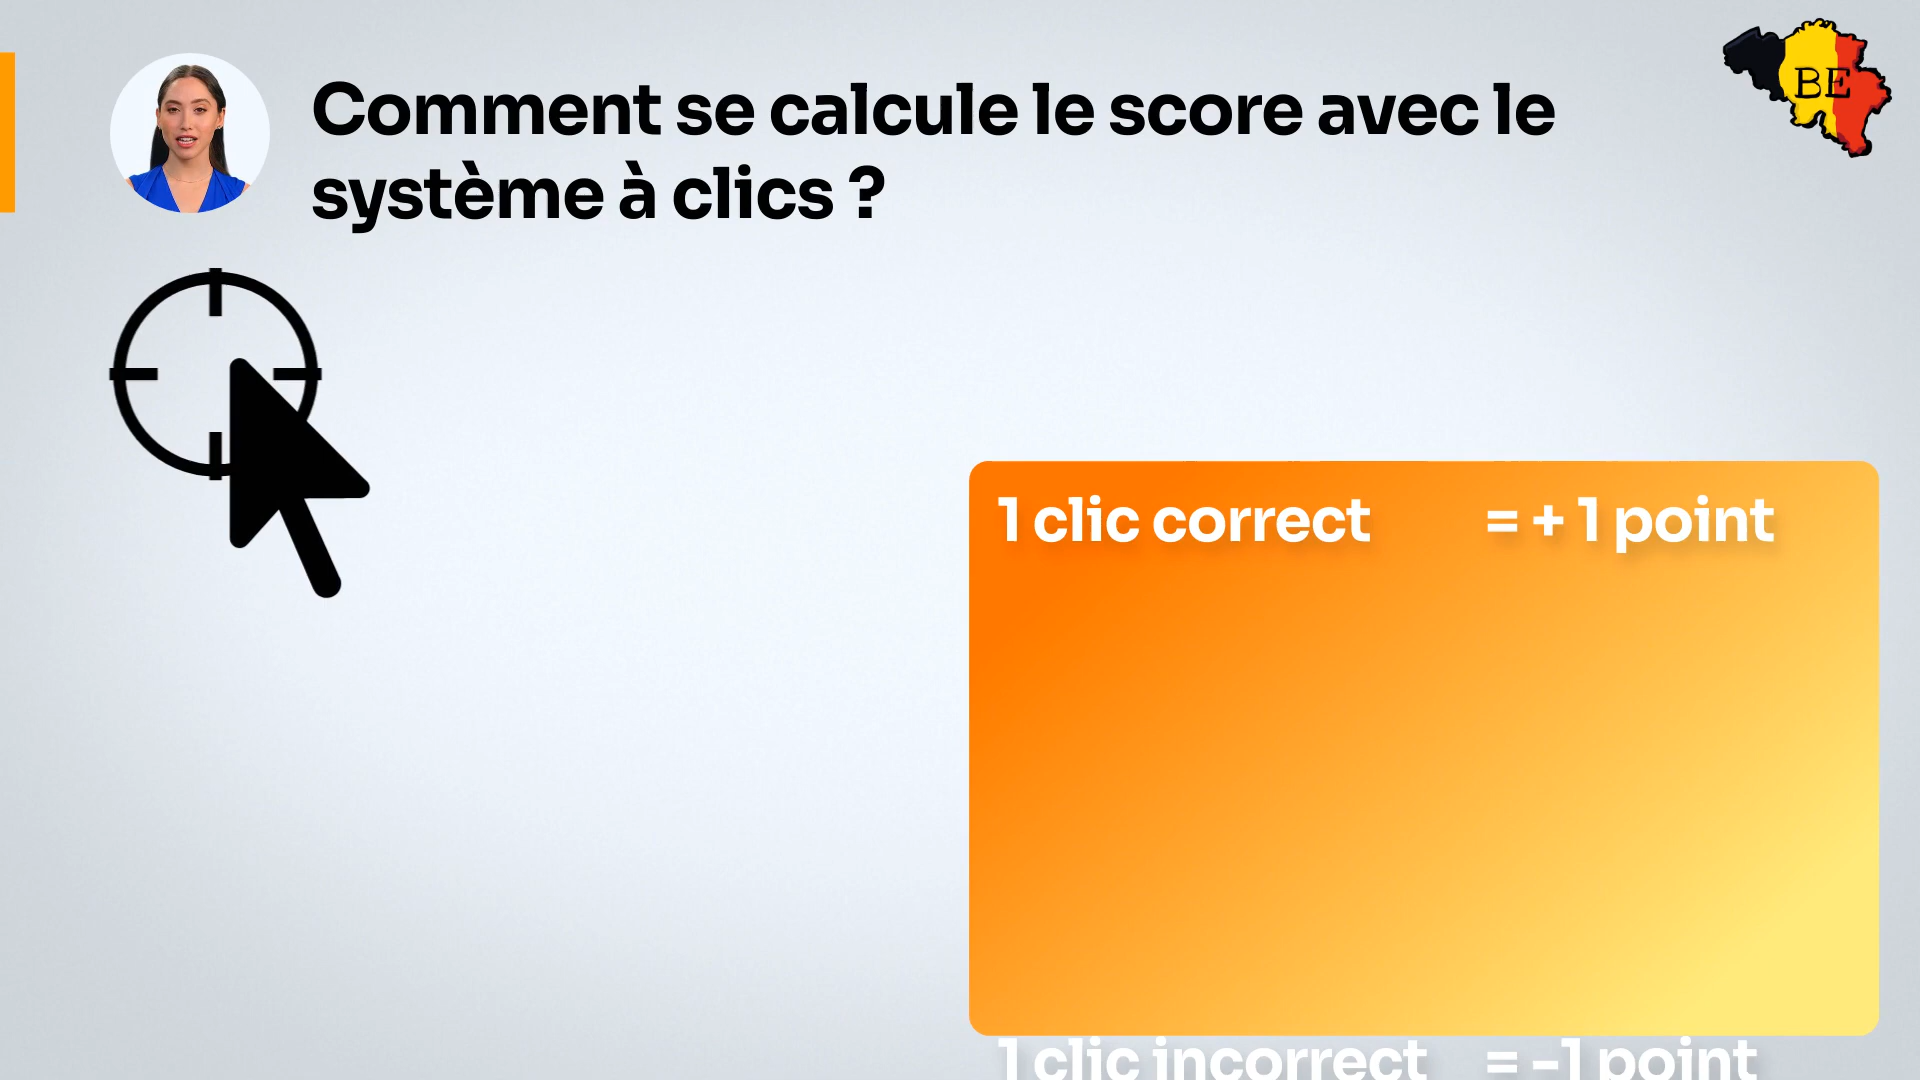 Comment se calcule le score avec le
système à clics ?
BE
1 clic correct = + 1 point
1 clic incorrect = -1 point